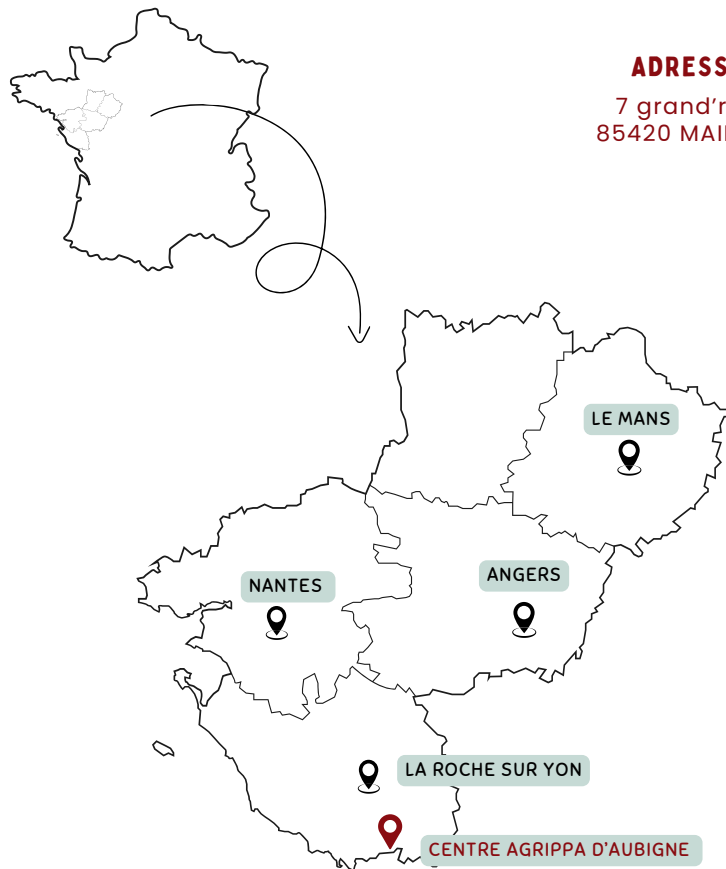 ADRESS
7 grand'r
85420 MAI
LE MANS
NANTES
ANGERS
LA ROCHE SUR YON
CENTRE AGRIPPA D'AUBIGNE